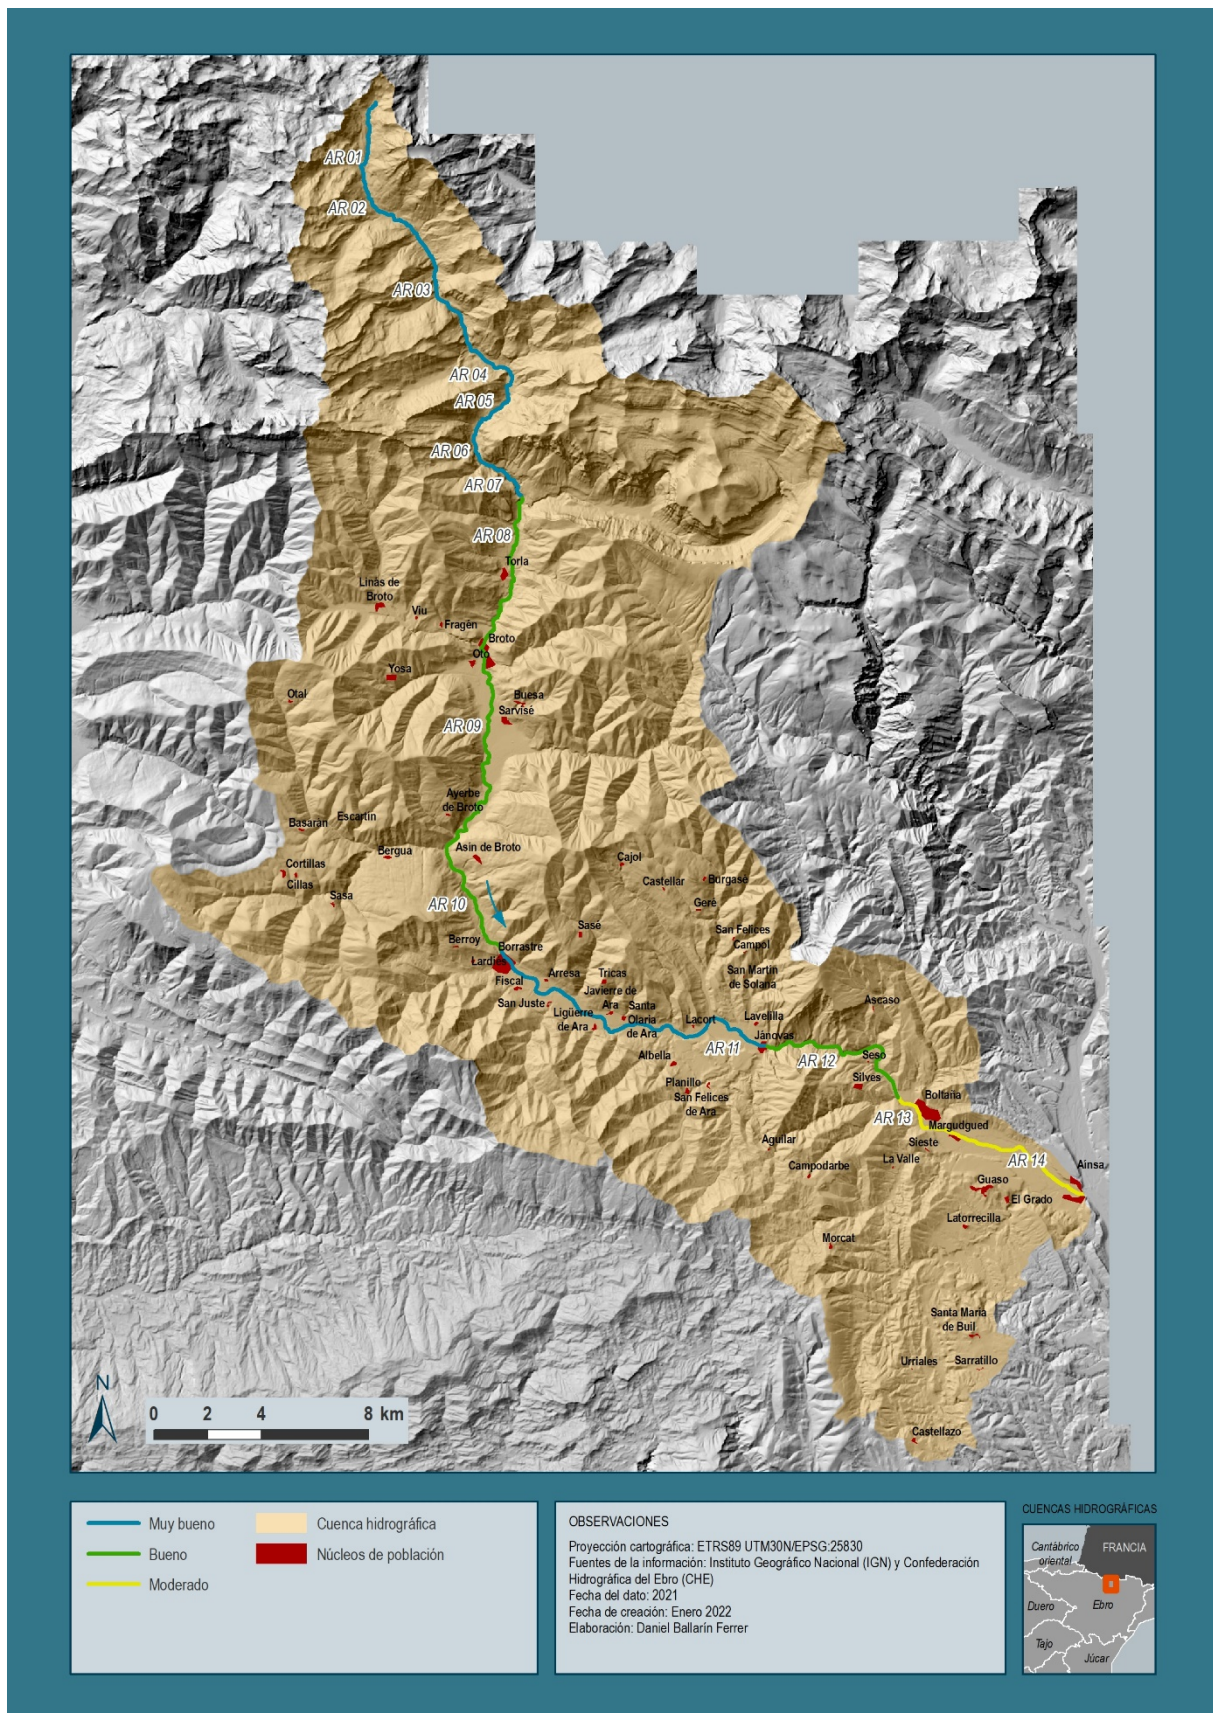 AR 01
AR 02
AR 03
AR 04
AR 05
AR 06
AR 07
AR 08
Torla
Linás de
Broto
Viu
Fragén
Broto
Oto
Yosa
Otal
Buesa
Sarvisé
AR 09
Ayerbe
de Broto
Escartín
Basarán
Bergua
Asín de Broto
Cajol
Cortillas
Cillas
Castellar
Burgasé
Sasa
Geré
AR 10
Sasé
San Felices
Campol
Berroy
Borrastre
Lardiés
Fiscal
Arresa
Tricas
San Martín
de Solana
San Juste
Javierre de
Ara
Santa
Olaria
de Ara
Ligüerre
de Ara
Ascaso
Lacort
Lavelilla
Jánovas
AR 11
AR 12
Seso
Albella
Planillo
San Felices
de Ara
Silves
Boltaña
AR 13
Margudgued
Sieste
Aguilar
La Valle
AR 14
Campodarbe
Ainsa
Guaso
El Grado
Latorrecilla
Morcat
Santa María
de Buil
Urriales
Sarratillo
Castellazo
N
0 2 4 8 km
Muy bueno
Bueno
Moderado
Cuenca hidrográfica
Núcleos de población
OBSERVACIONES
Proyección cartográfica: ETRS89 UTM30N/EPSG:25830
Fuentes de la información: Instituto Geográfico Nacional (IGN) y Confederación
Hidrográfica del Ebro (CHE)
Fecha del dato: 2021
Fecha de creación: Enero 2022
Elaboración: Daniel Ballarín Ferrer
CUENCAS HIDROGRÁFICAS
Cantábrico
oriental
FRANCIA
Duero
Ebro
Tajo
Júcar